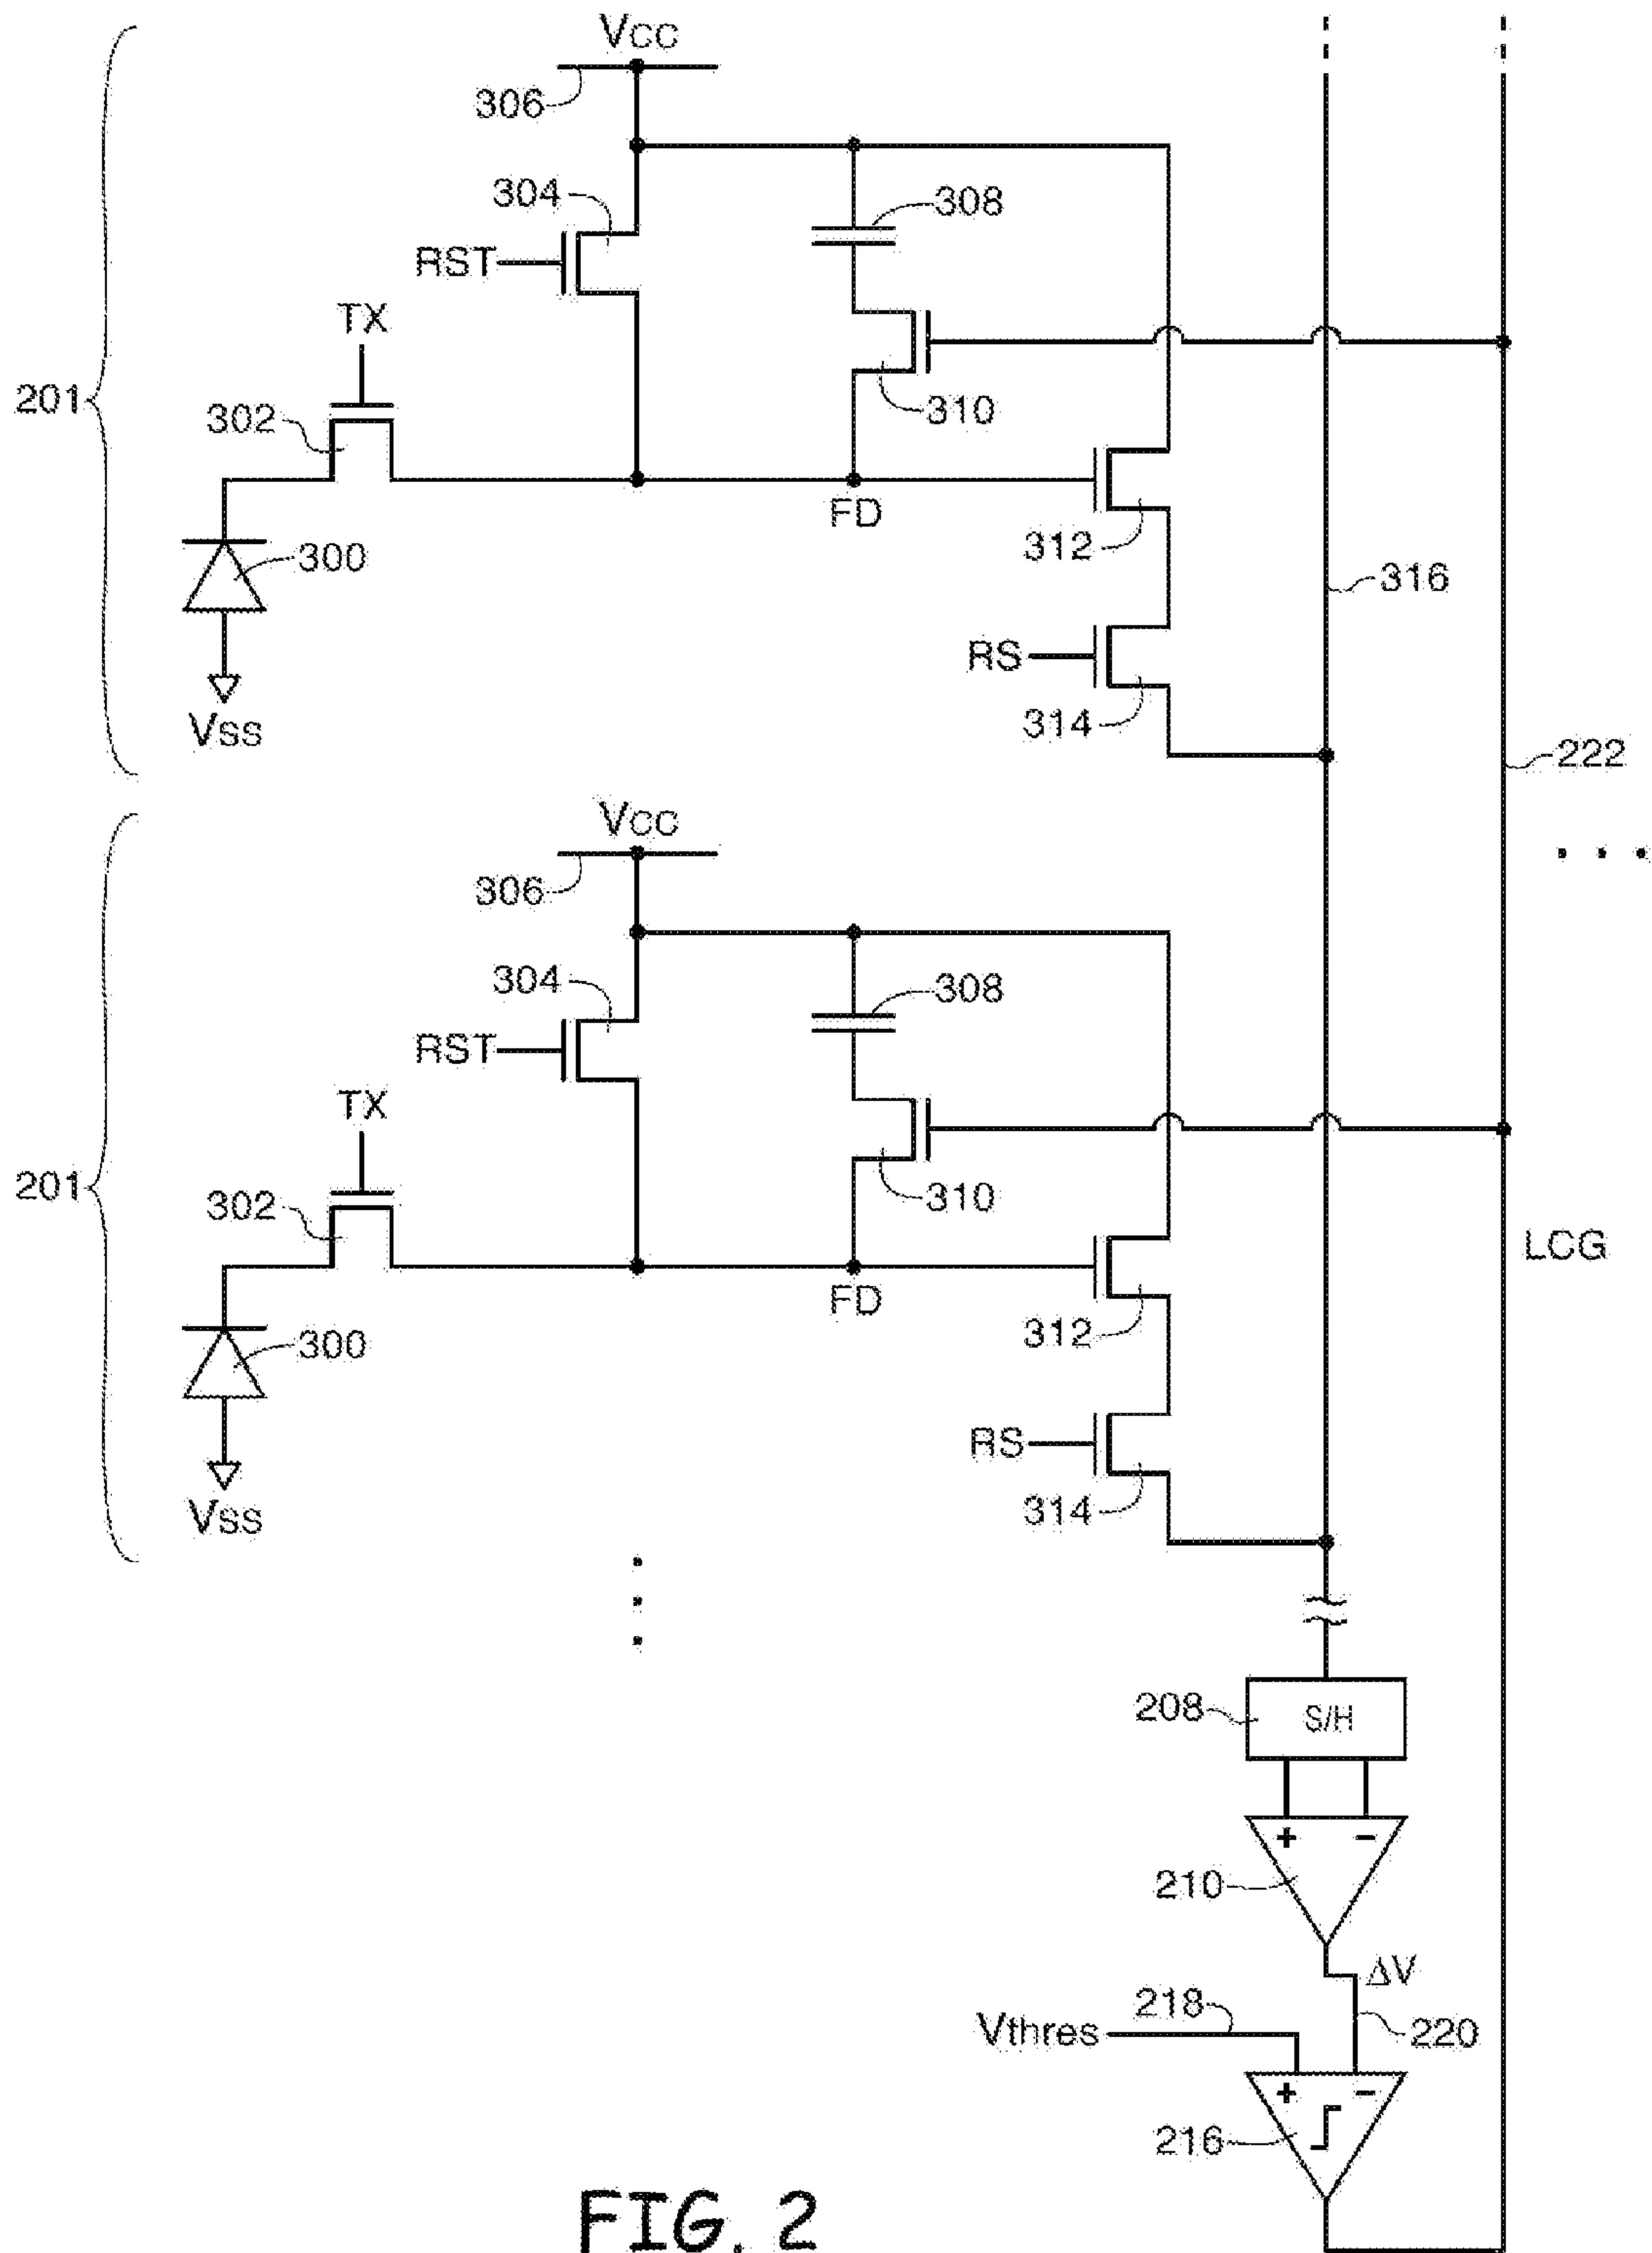 Vcc
306
304
308
RST
TX
201
302
310
FD
312
300
316
RS
Vss
314
222
Vcc
306
304
308
RST
TX
201
302
310
LCG
FD
312
300
RS
Vss
314
208
S/H
+ −
210
ΔV
218
Vthres
220
+ −
216
FIG. 2